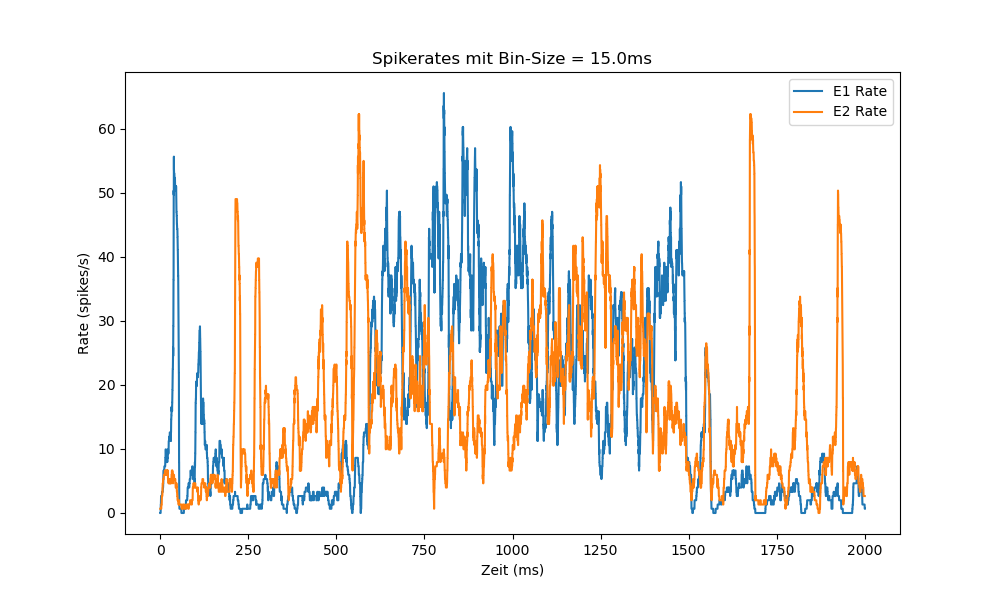 Spikerates mit Bin-Size = 15.0ms
E1 Rate
E2 Rate
Rate (spikes/s)
60
50
40
30
20
10
0
0 250 500 750 1000 1250 1500 1750 2000
Zeit (ms)